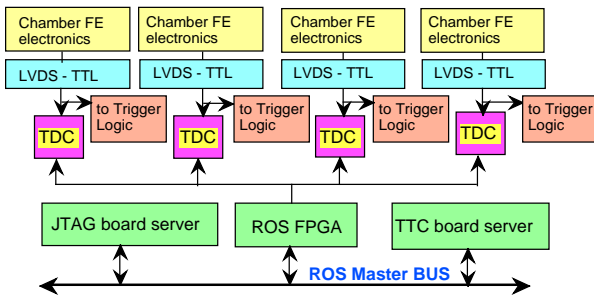 Chamber FE
electronics
Chamber FE
electronics
Chamber FE
electronics
Chamber FE
electronics
LVDS - TTL
LVDS - TTL
LVDS - TTL
LVDS - TTL
to Trigger
Logic
to Trigger
Logic
to Trigger
Logic
to Trigger
Logic
TDC
TDC
TDC
TDC
JTAG board server
ROS FPGA
TTC board server
ROS Master BUS